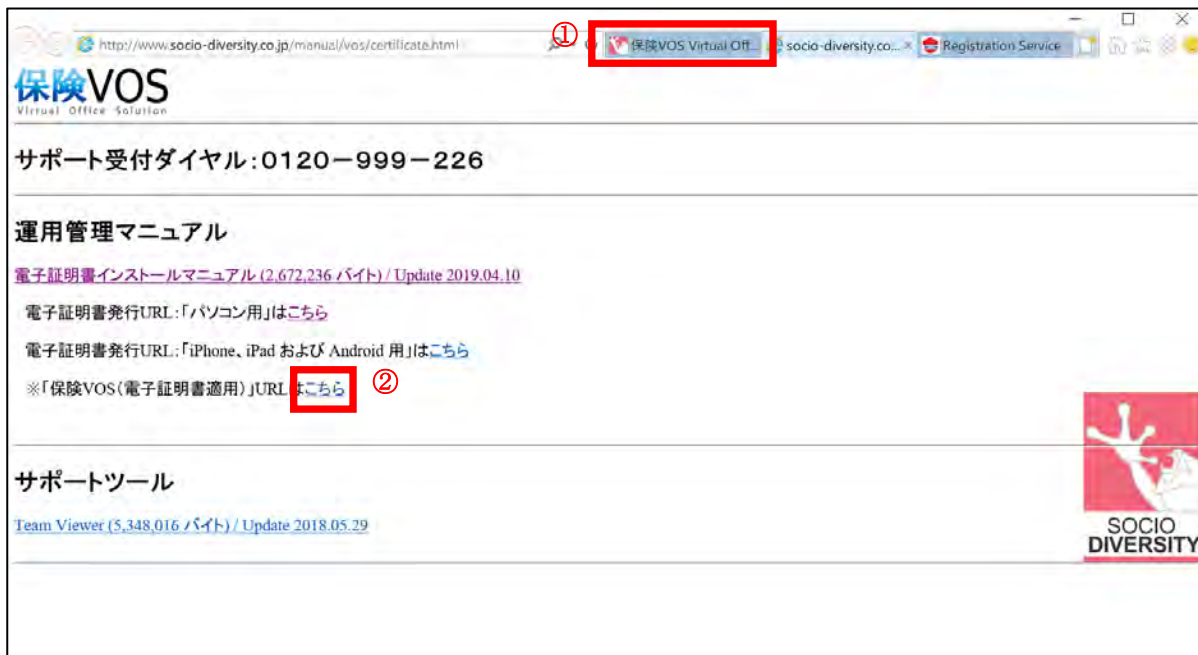 ①
http://www.socio-diversity.co.jp/manual/vos/certificate.html
保険VOS Virtual Off...
socio-diversity.co...
Registration Service
保険VOS
Virtual Office Solution
サポート受付ダイヤル:0120－999－226
運用管理マニュアル
電子証明書インストールマニュアル (2,672,236 バイト) / Update 2019.04.10
電子証明書発行URL:「パソコン用」はこちら
電子証明書発行URL:「iPhone、iPad および Android 用」はこちら
※「保険VOS（電子証明書適用）」URLはこちら
②
サポートツール
Team Viewer (5,348,016 バイト) / Update 2018.05.29
SOCIO
DIVERSITY